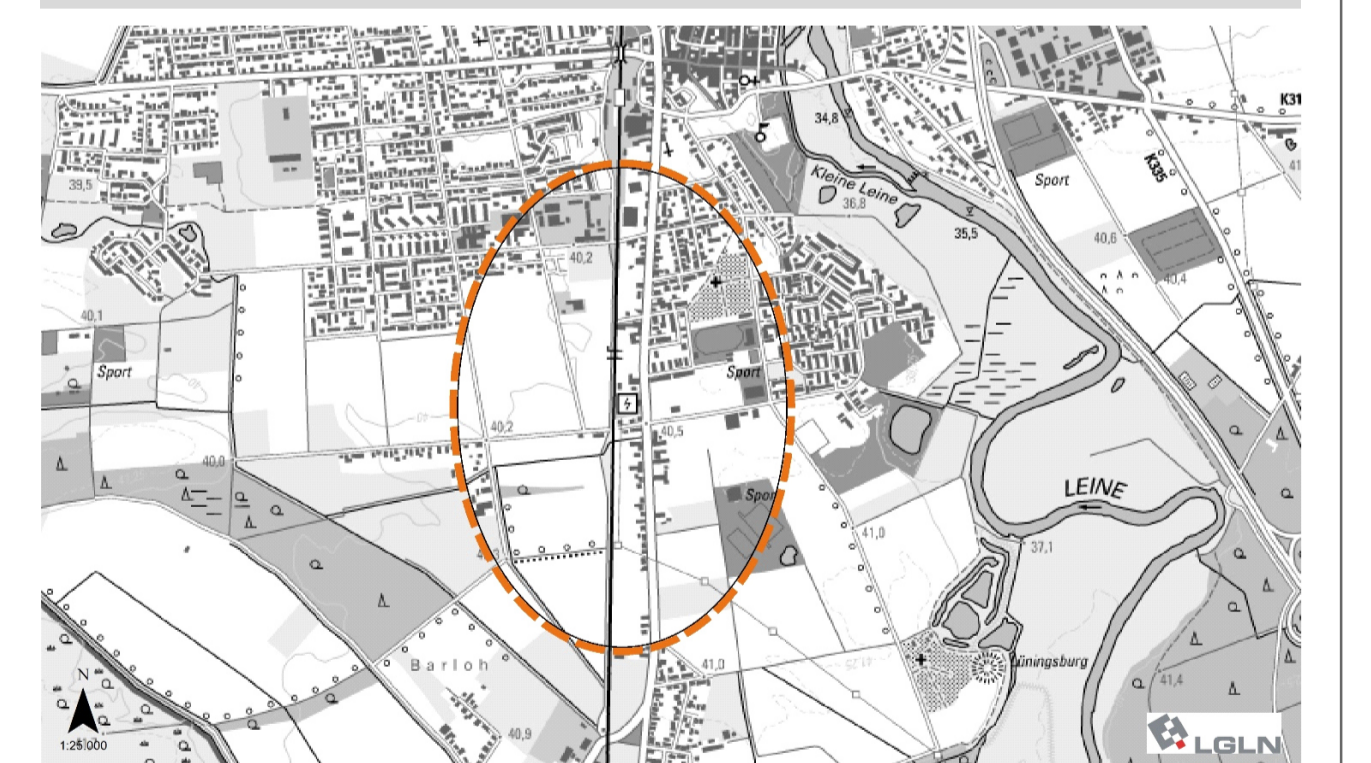 K31
34,8
K335
Kleine Leine
Sport
39,5
36,8
35,5
40,6
40,2
40,4
40,1
Sport
Sport
40,2
40,5
40,0
LEINE
Sport
41,0
37,1
Barloh
41,0
Lüningsburg
41,4
N
40,9
1:25 000
LGLN